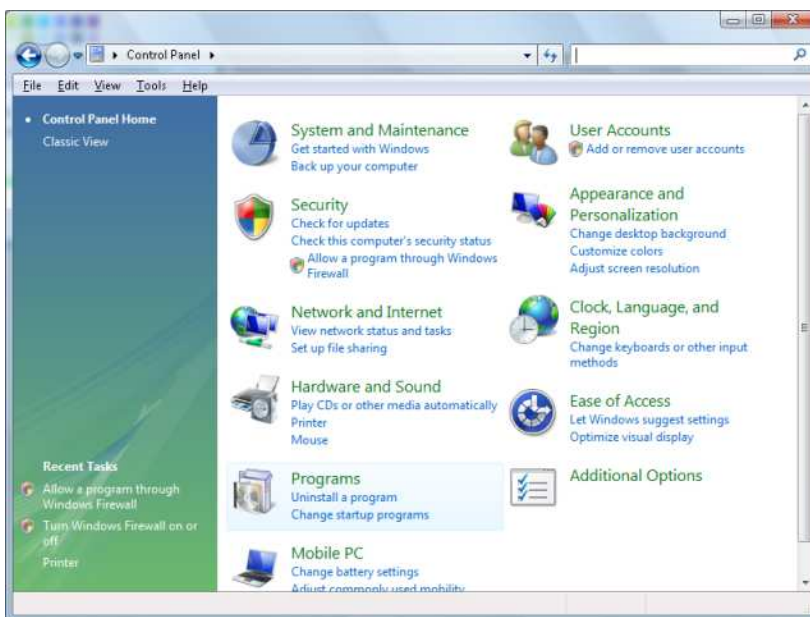 Control Panel
File Edit View Tools Help
Control Panel Home
Classic View
Recent Tasks
Allow a program through
Windows Firewall
Turn Windows Firewall on or
off
Printer
System and Maintenance
Get started with Windows
Back up your computer
Security
Check for updates
Check this computer's security status
Allow a program through Windows
Firewall
Network and Internet
View network status and tasks
Set up file sharing
Hardware and Sound
Play CDs or other media automatically
Printer
Mouse
Programs
Uninstall a program
Change startup programs
Mobile PC
Change battery settings
Adjust commonly used mobility
User Accounts
Add or remove user accounts
Appearance and
Personalization
Change desktop background
Customize colors
Adjust screen resolution
Clock, Language, and
Region
Change keyboards or other input
methods
Ease of Access
Let Windows suggest settings
Optimize visual display
Additional Options